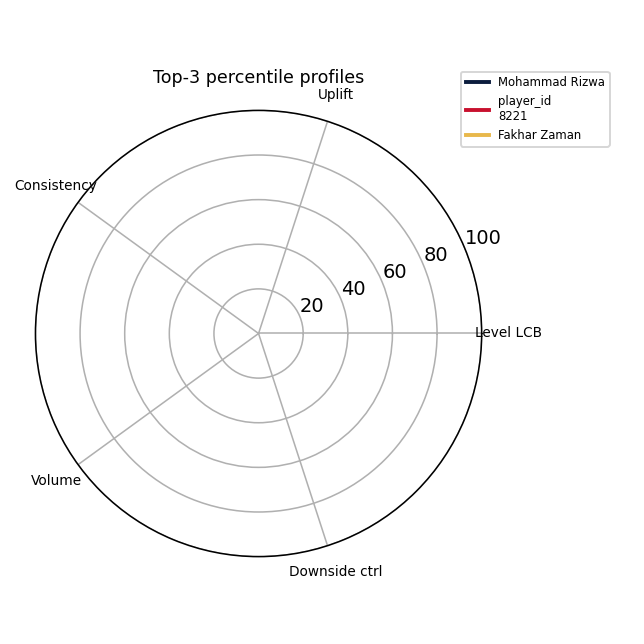 Top-3 percentile profiles
Mohammad Rizwa
player_id
8221
Fakhar Zaman
Uplift
Consistency
100
80
60
40
20
Level LCB
Volume
Downside ctrl